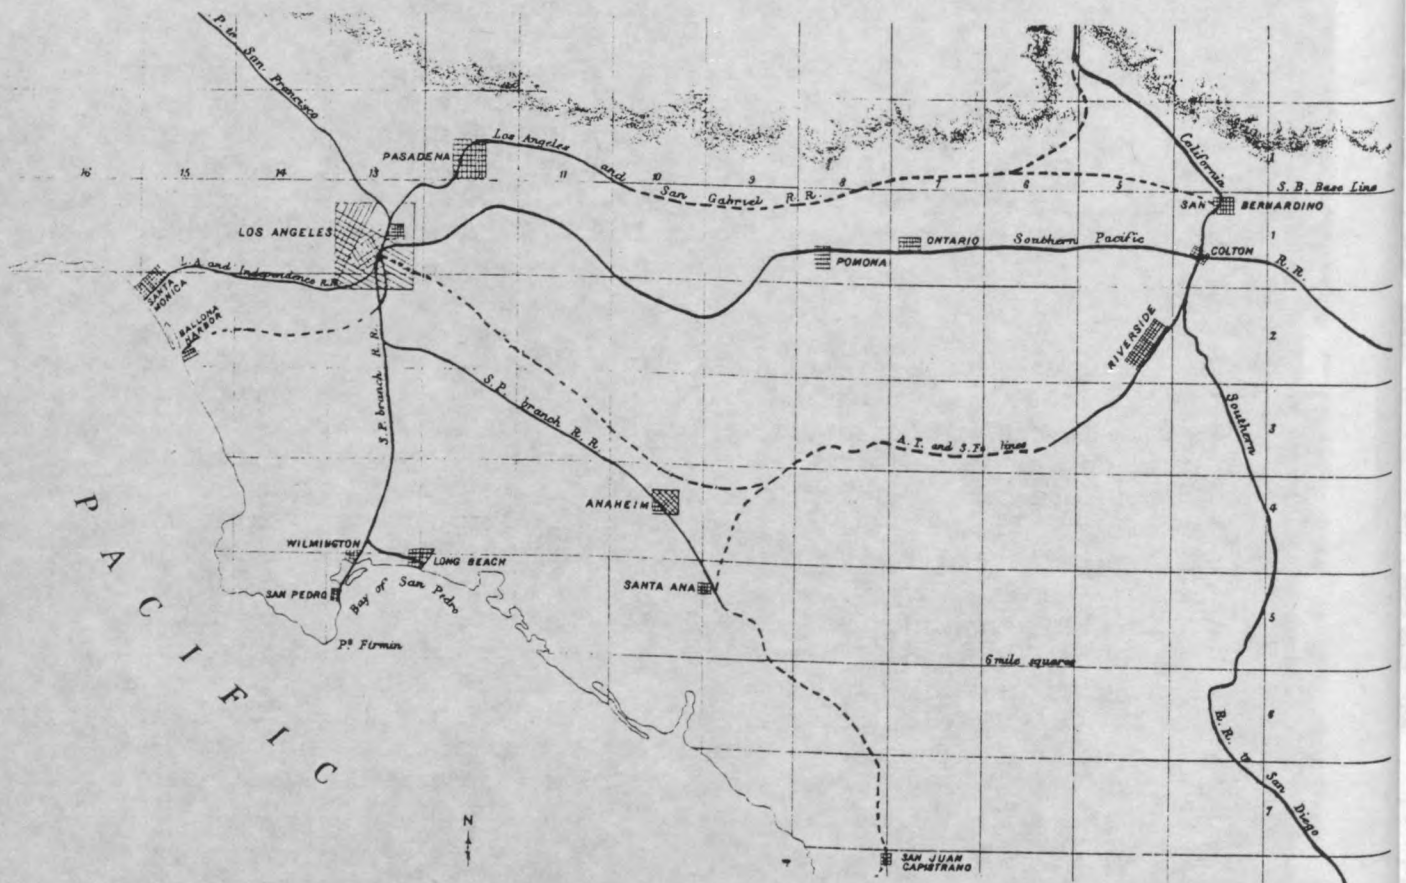 S.P. to San Francisco
PASADENA
Los Angeles and San Gabriel R.R.
California
16 15 14 13 11 10 9 8 7 6 5
S. B. Base Line
SAN BERNARDINO
LOS ANGELES
1
ONTARIO
Southern Pacific
R. R.
POMONA
COLTON
L. A. and Independence R.R.
SANTA
MONICA
BALLONA
HARBOR
2
RIVERSIDE
S.P. branch R.R.
S.P. branch R.R.
Southern
3
A. T. and S. Fe lines
ANAHEIM
4
PACIFIC
WILMINGTON
LONG BEACH
SAN PEDRO
Bay of San Pedro
SANTA ANA
5
Pt Firmin
6 mile squares
6
R. R. to San Diego
7
N
SAN JUAN
CAPISTRANO